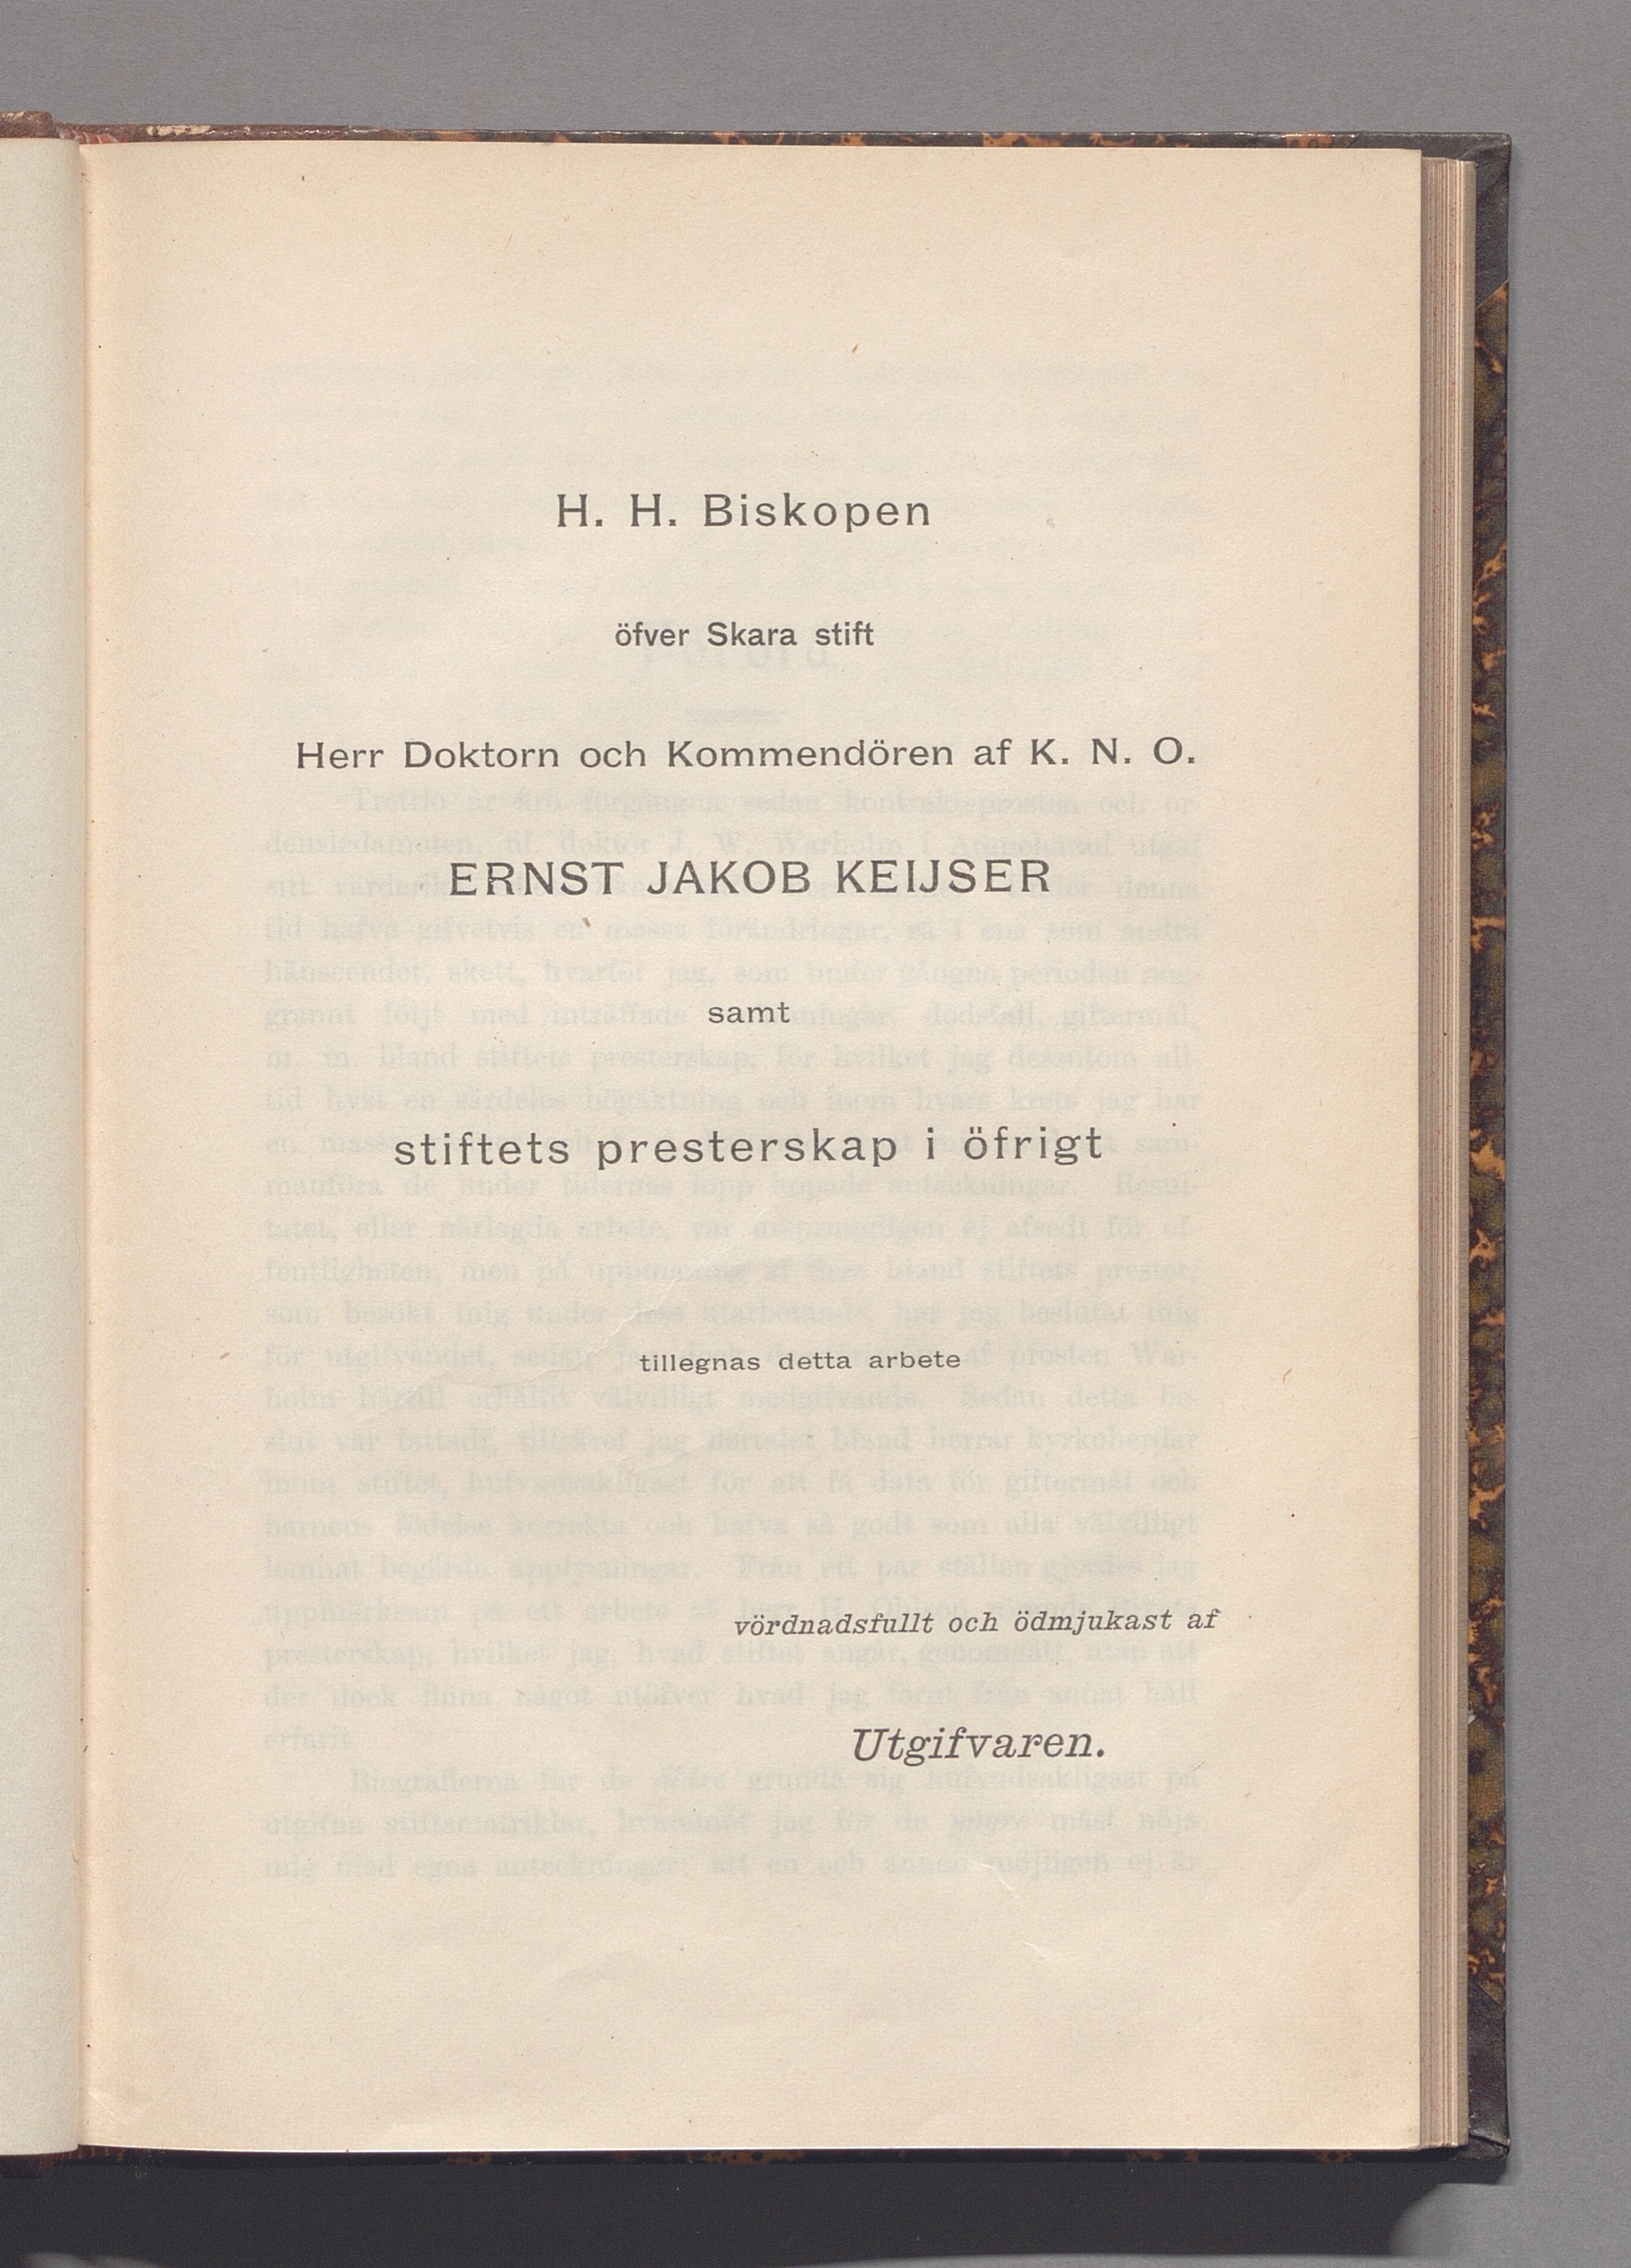 H. H. Biskopen
öfver Skara stift
Herr Doktorn och Kommendören af K. N. O.
ERNST JAKOB KEIJSER
samt
stiftets presterskap i öfrigt
tillegnas detta arbete
vördnadsfullt och ödmjukast af
Utgifvaren.